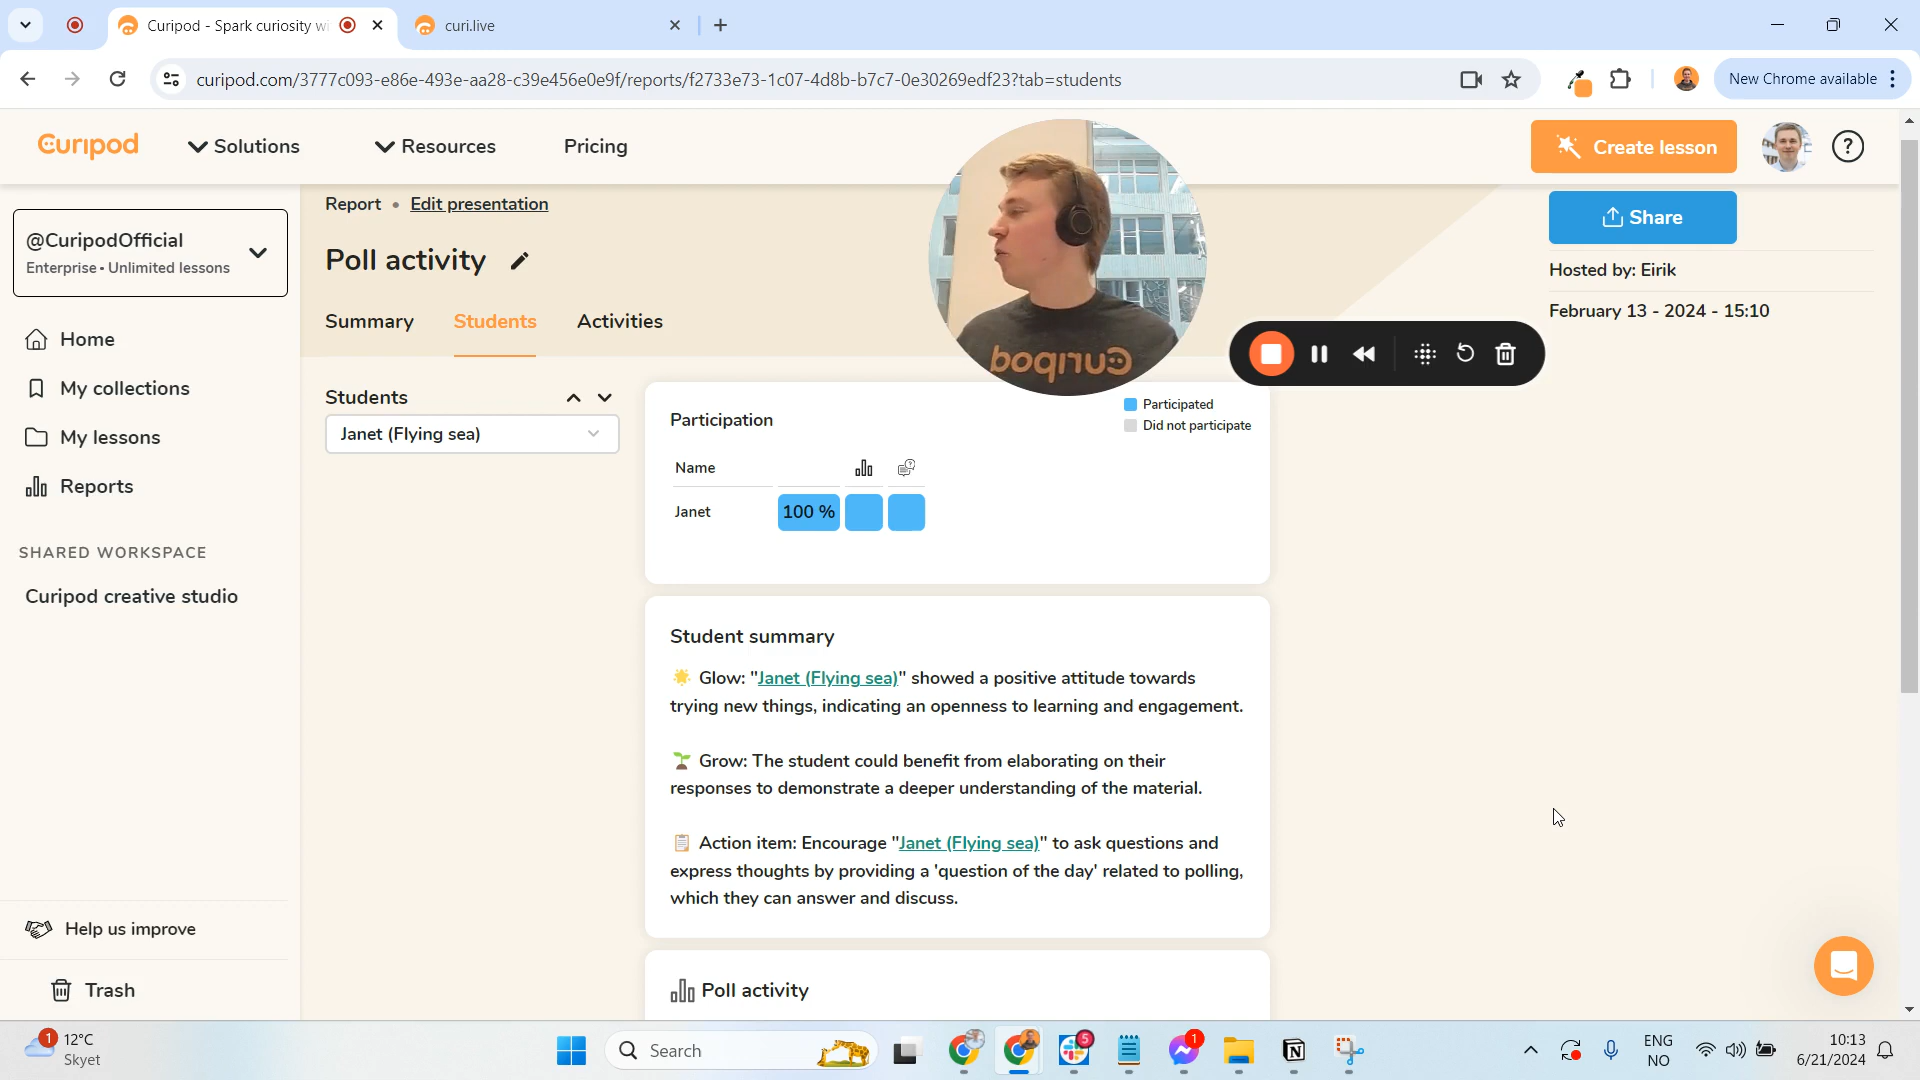 Curipod - Spark curiosity wi
curi.live
curipod.com/3777c093-e86e-493e-aa28-c39e456e0e9f/reports/f2733e73-1c07-4d8b-b7c7-0e30269edf23?tab=students
New Chrome available
Curipod
Solutions
Resources
Pricing
Create lesson
?
@CuripodOfficial
Enterprise • Unlimited lessons
Home
My collections
My lessons
Reports
SHARED WORKSPACE
Curipod creative studio
Help us improve
Trash
Report • Edit presentation
Poll activity
Summary
Students
Activities
Share
Hosted by: Eirik
February 13 - 2024 - 15:10
curipod
Students
Janet (Flying sea)
Participation
Participated
Did not participate
Name
Janet
100 %
Student summary
Glow: "Janet (Flying sea)" showed a positive attitude towards
trying new things, indicating an openness to learning and engagement.
Grow: The student could benefit from elaborating on their
responses to demonstrate a deeper understanding of the material.
Action item: Encourage "Janet (Flying sea)" to ask questions and
express thoughts by providing a 'question of the day' related to polling,
which they can answer and discuss.
Poll activity
1
12°C
Skyet
Search
5
1
ENG
NO
10:13
6/21/2024